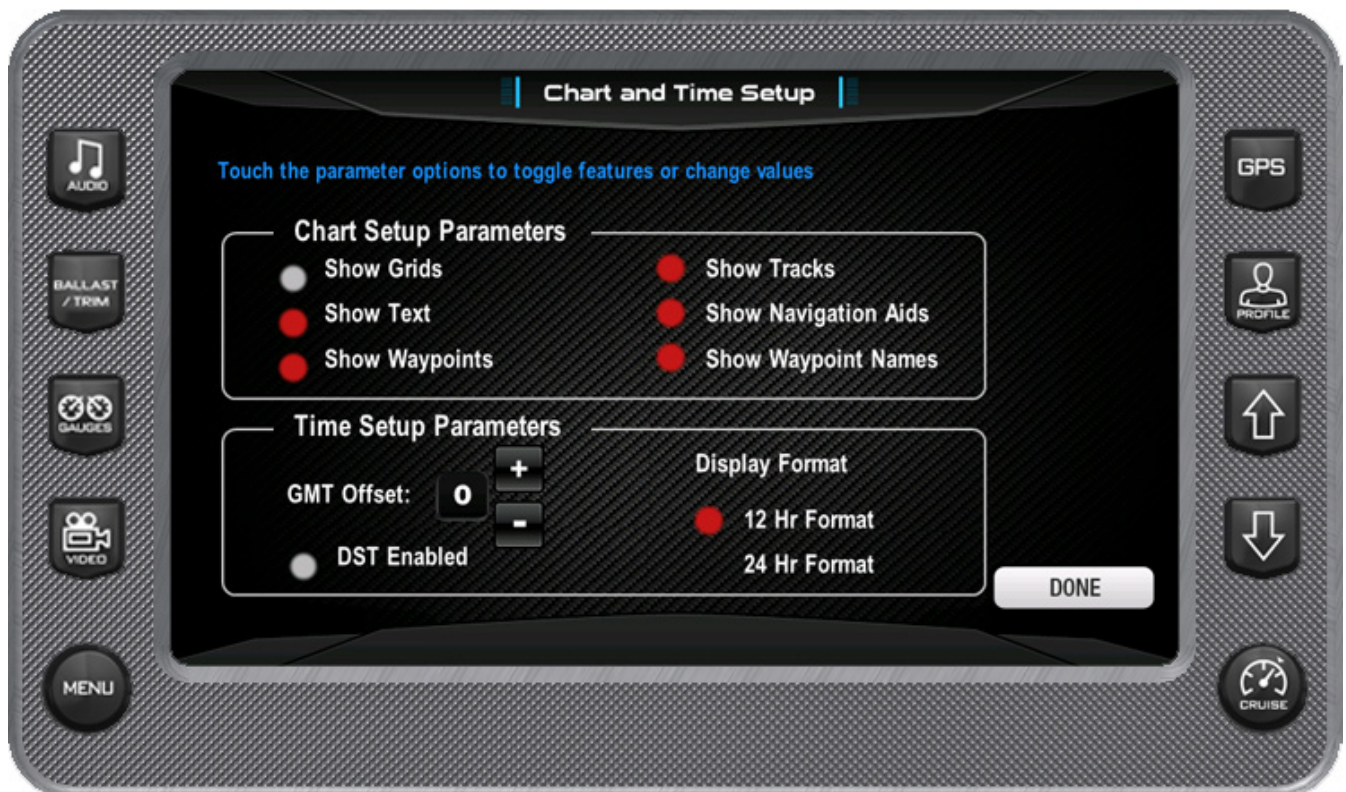 Chart and Time Setup
Touch the parameter options to toggle features or change values
AUDIO
BALLAST
/ TRIM
GAUGES
VIDEO
MENU
Chart Setup Parameters
Show Grids
Show Text
Show Waypoints
Show Tracks
Show Navigation Aids
Show Waypoint Names
Time Setup Parameters
GMT Offset:
0
+
-
DST Enabled
Display Format
12 Hr Format
24 Hr Format
DONE
GPS
PROFILE
CRUISE